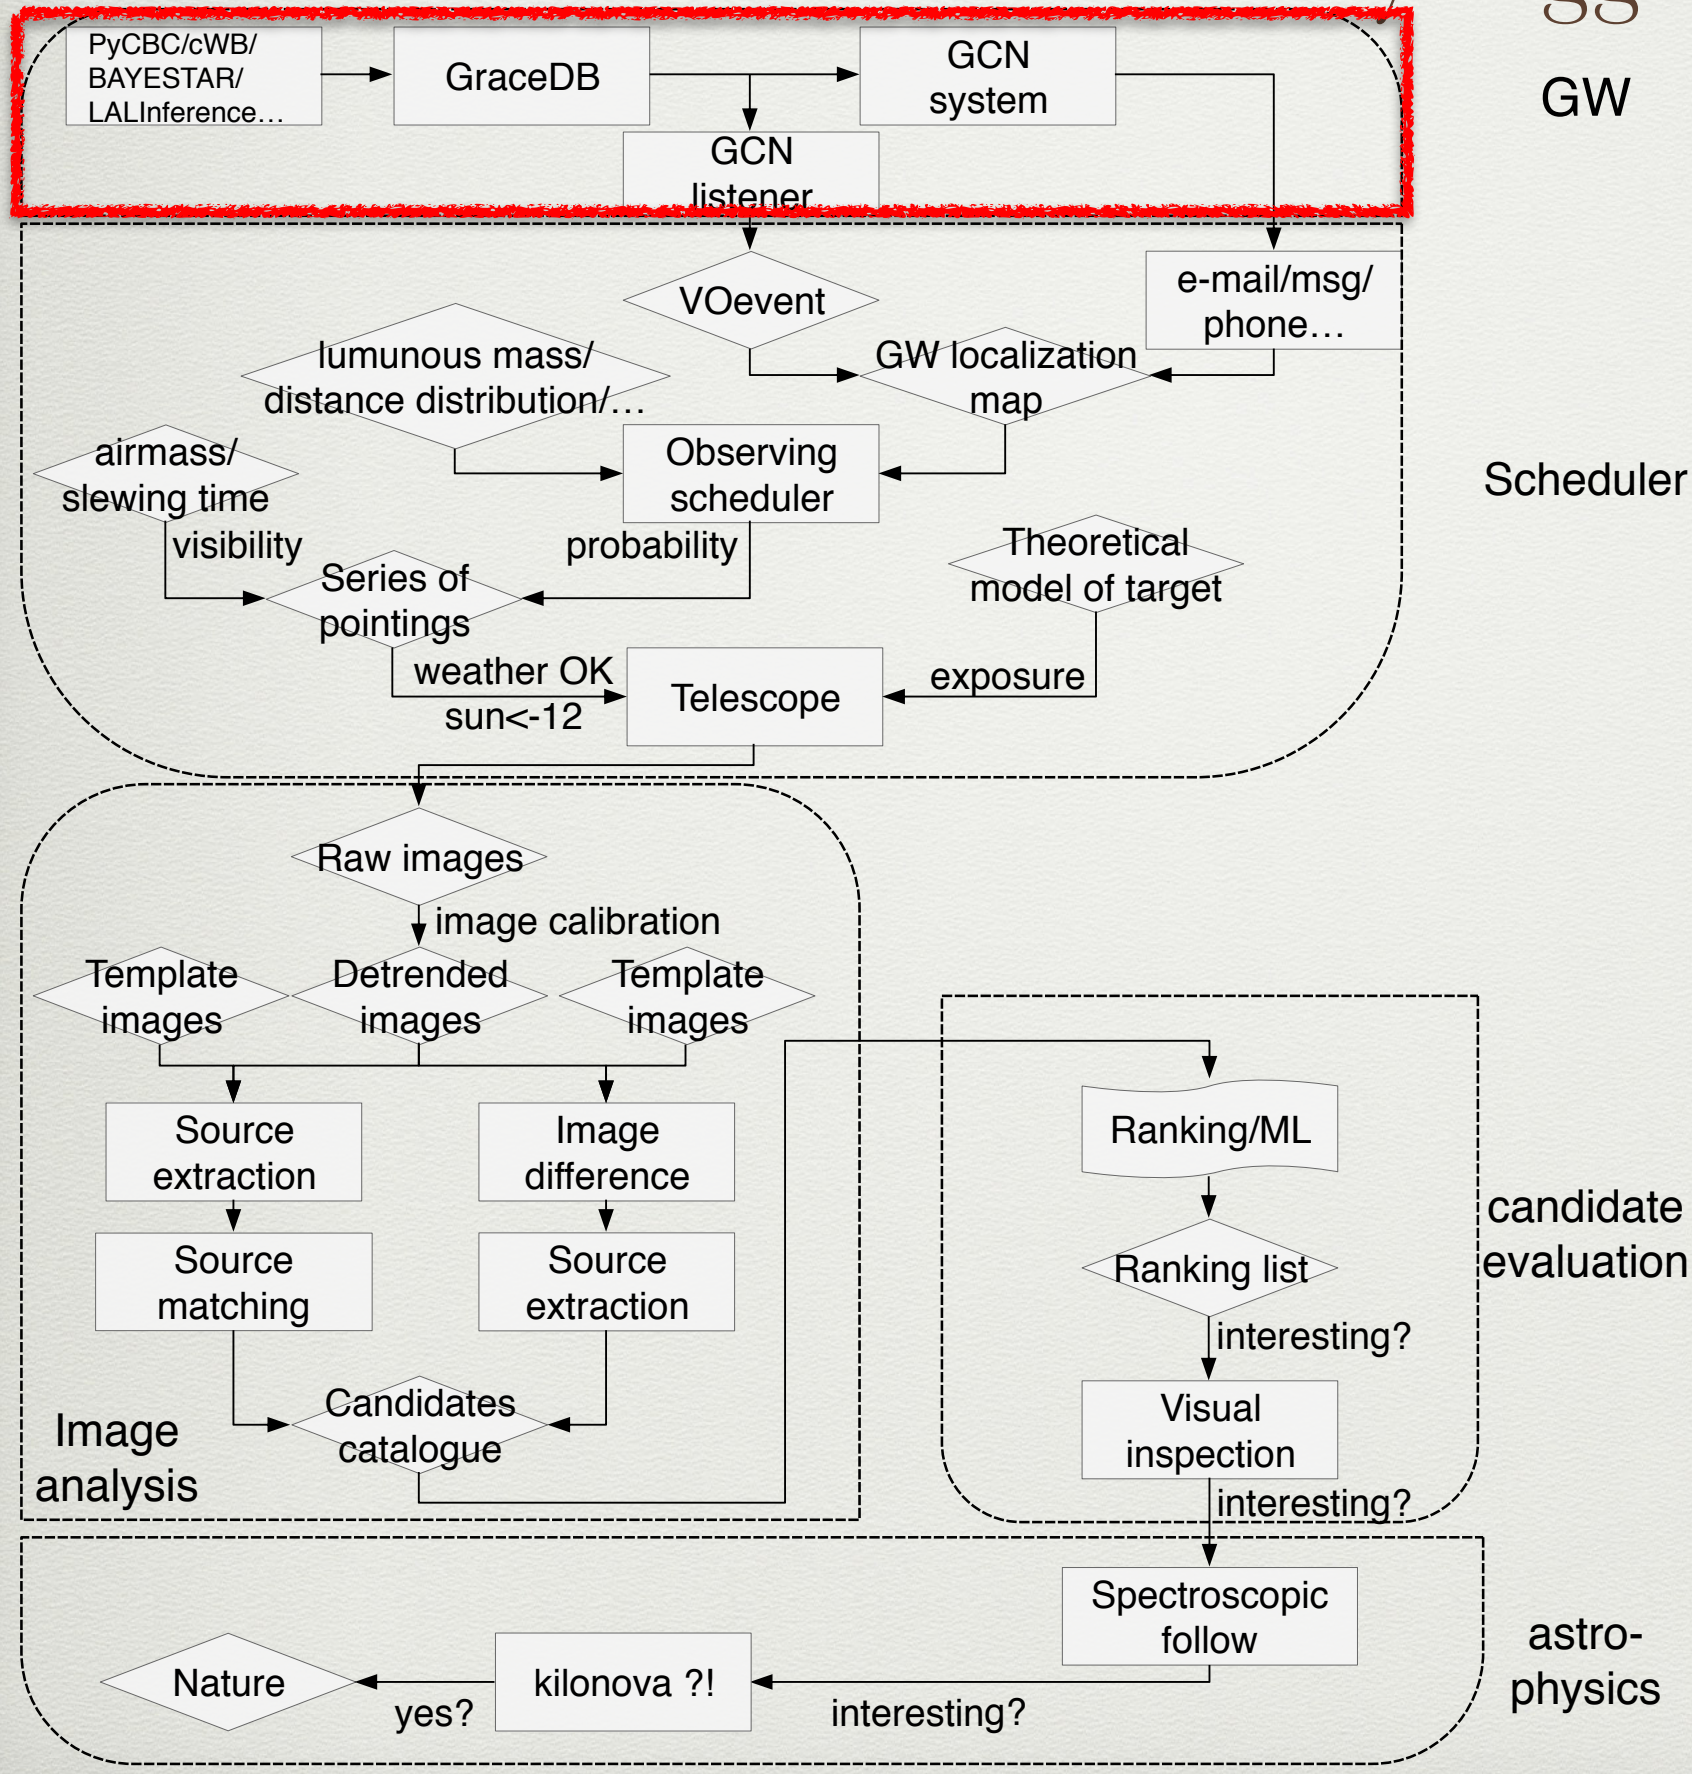 PyCBC/cWB/
BAYESTAR/
LALInference…
GraceDB
GCN
system
GW
GCN
listener
VOevent
e-mail/msg/
phone…
lumunous mass/
distance distribution/…
GW localization
map
airmass/
slewing time
Observing
scheduler
Scheduler
visibility
probability
Theoretical
model of target
Series of
pointings
weather OK
sun<-12
Telescope
exposure
Raw images
image calibration
Template
images
Detrended
images
Template
images
Source
extraction
Image
difference
Ranking/ML
Source
matching
Source
extraction
Ranking list
candidate
evaluation
interesting?
Candidates
catalogue
Visual
inspection
Image
analysis
interesting?
Spectroscopic
follow
astro-
physics
Nature
kilonova ?!
yes?
interesting?